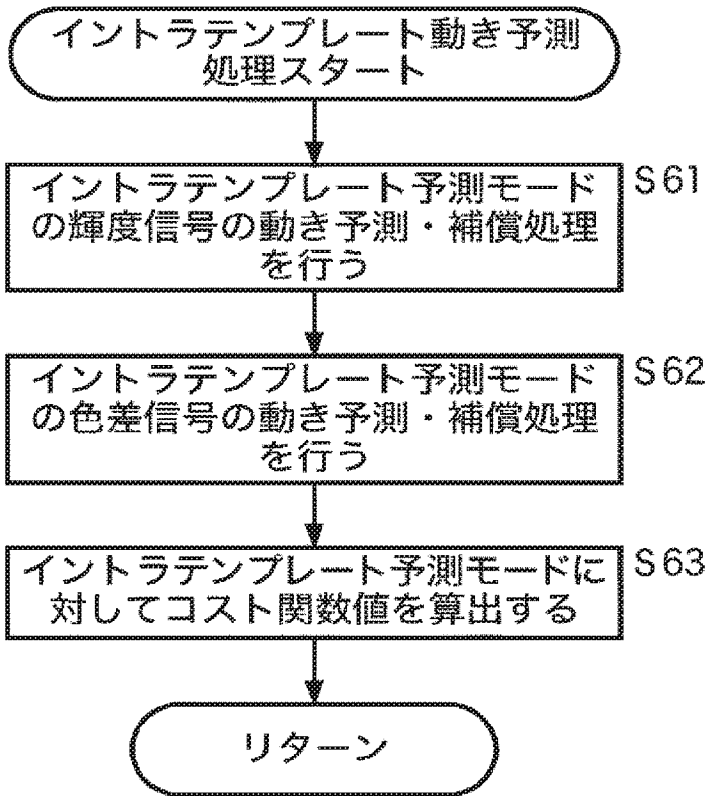 イントラテンプレート動き予測
処理スタート
イントラテンプレート予測モード
の輝度信号の動き予測・補償処理
を行う
S61
イントラテンプレート予測モード
の色差信号の動き予測・補償処理
を行う
S62
イントラテンプレート予測モードに
対してコスト関数値を算出する
S63
リターン